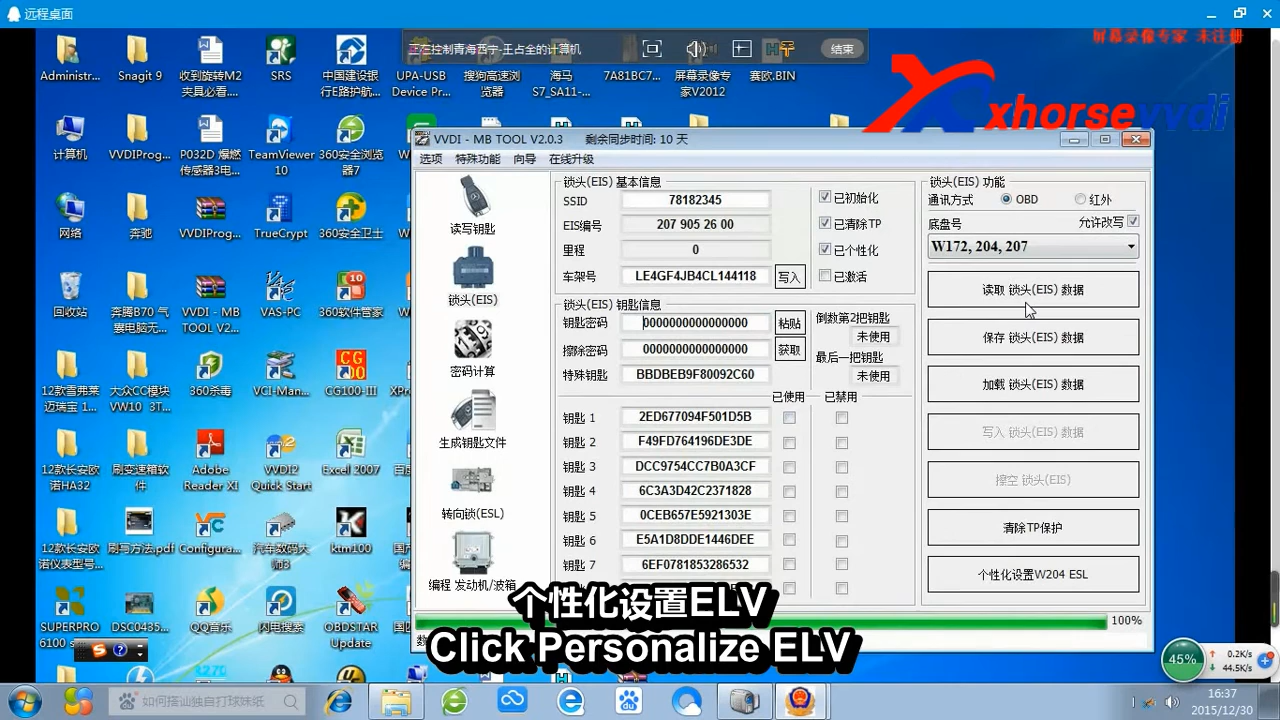 远程桌面
正在控制青海西宁-王占全的计算机
结束
屏幕录像专家 未注册
xhorsevvdi
Administr...
Snagit 9
收到旋转M2
夹具必看...
SRS
中国建设银
行E路护航...
UPA-USB
Device Pr...
搜狗高速浏
览器
海马
S7_SA11-...
7A81BC7...
屏幕录像专
家V2012
赛欧.BIN
计算机
VVDIProg...
P032D 爆燃
传感器3电...
TeamViewer
10
360安全浏览
器7
网络
奔驰
VVDIProg...
TrueCrypt
360安全卫士
回收站
奔腾B70 气
囊电脑无...
VVDI - MB
TOOL V2...
VAS-PC
360软件管家
12款雪弗莱
迈瑞宝 1...
大众CC模块
VW10 3T...
360杀毒
VCI-Man...
CG100-III
12款长安欧
诺HA32
刷变速箱软
件
Adobe
Reader XI
VVDI2
Quick Start
Excel 2007
12款长安欧
诺仪表型号...
刷写方法.pdf
Configura...
汽车数码大
师3
ktm100
SUPERPRO
6100 s
DSC0435...
QQ音乐
闪电搜索
OBDSTAR
Update
VVDI - MB TOOL V2.0.3 剩余同步时间: 10 天
选项 特殊功能 向导 在线升级
读写钥匙
锁头(EIS)
密码计算
生成钥匙文件
转向锁(ESL)
编程 发动机/波箱
锁头(EIS) 基本信息
SSID 78182345
EIS编号 207 905 26 00
里程 0
车架号 LE4GF4JB4CL144118 写入
已初始化
已清除TP
已个性化
已激活
锁头(EIS) 钥匙信息
钥匙密码 0000000000000000 粘贴
擦除密码 0000000000000000 获取
特殊钥匙 BBDBEB9F80092C60
倒数第2把钥匙
未使用
最后一把钥匙
未使用
已使用 已禁用
钥匙 1 2ED677094F501D5B
钥匙 2 F49FD764196DE3DE
钥匙 3 DCC9754CC7B0A3CF
钥匙 4 6C3A3D42C2371828
钥匙 5 0CEB657E5921303E
钥匙 6 E5A1D8DDE1446DEE
钥匙 7 6EF0781853286532
锁头(EIS) 功能
通讯方式 OBD 红外
底盘号 允许改写
W172, 204, 207
读取 锁头(EIS) 数据
保存 锁头(EIS) 数据
加载 锁头(EIS) 数据
写入 锁头(EIS) 数据
擦空 锁头(EIS)
清除TP保护
个性化设置W204 ESL
100%
个性化设置ELV
Click Personalize ELV
45%
0.2K/s
44.5K/s
如何搭讪独自打球妹纸
16:37
2015/12/30